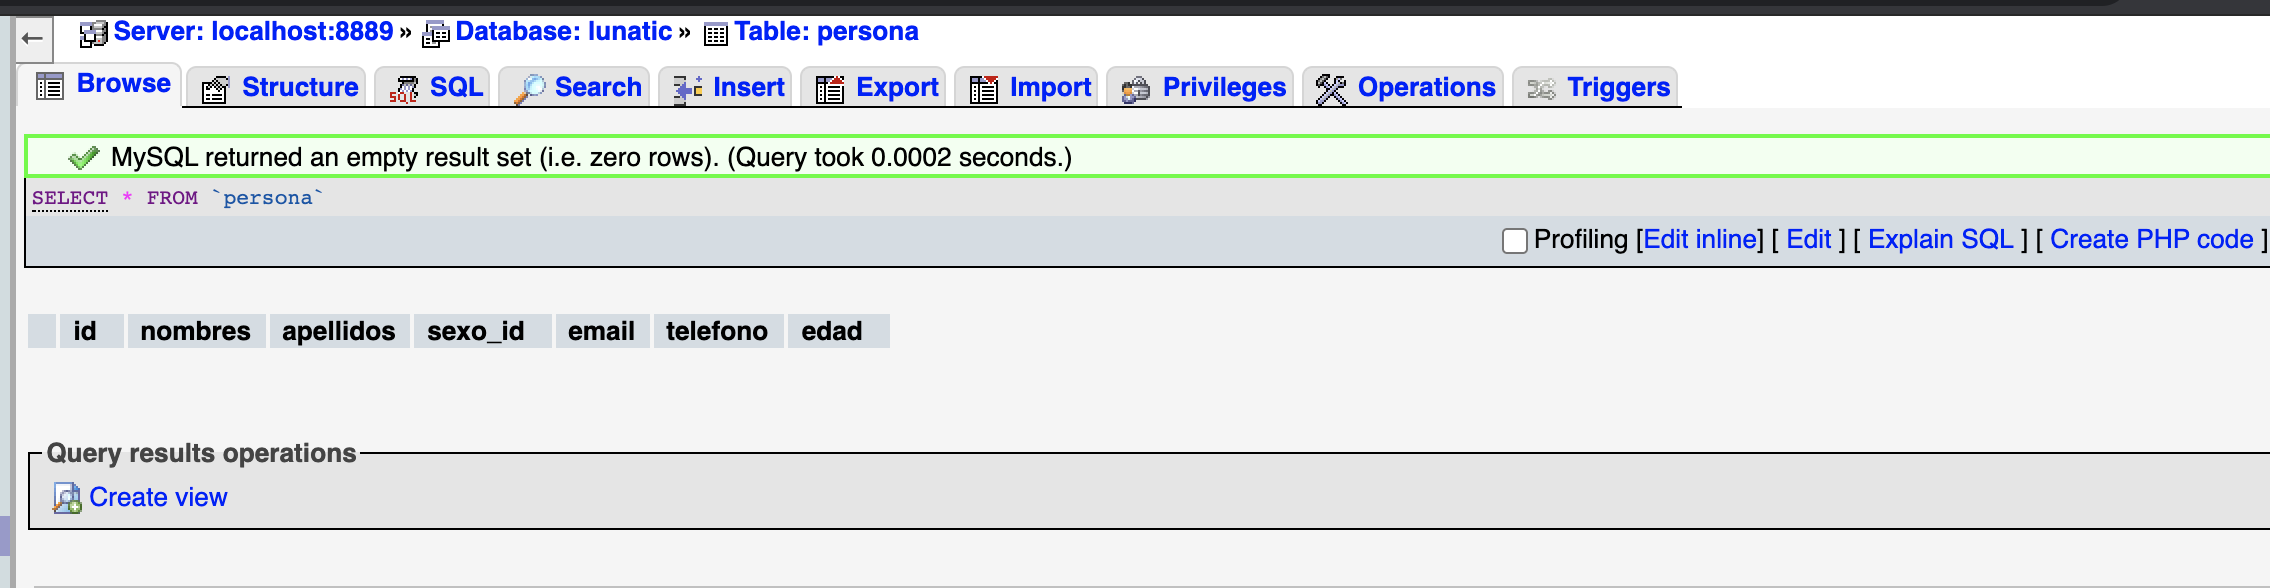 Server: localhost:8889 » Database: lunatic » Table: persona
Browse Structure SQL Search Insert Export Import Privileges Operations Triggers
MySQL returned an empty result set (i.e. zero rows). (Query took 0.0002 seconds.)
SELECT * FROM `persona`
Profiling [Edit inline] [ Edit ] [ Explain SQL ] [ Create PHP code ]
id nombres apellidos sexo_id email telefono edad
Query results operations
Create view